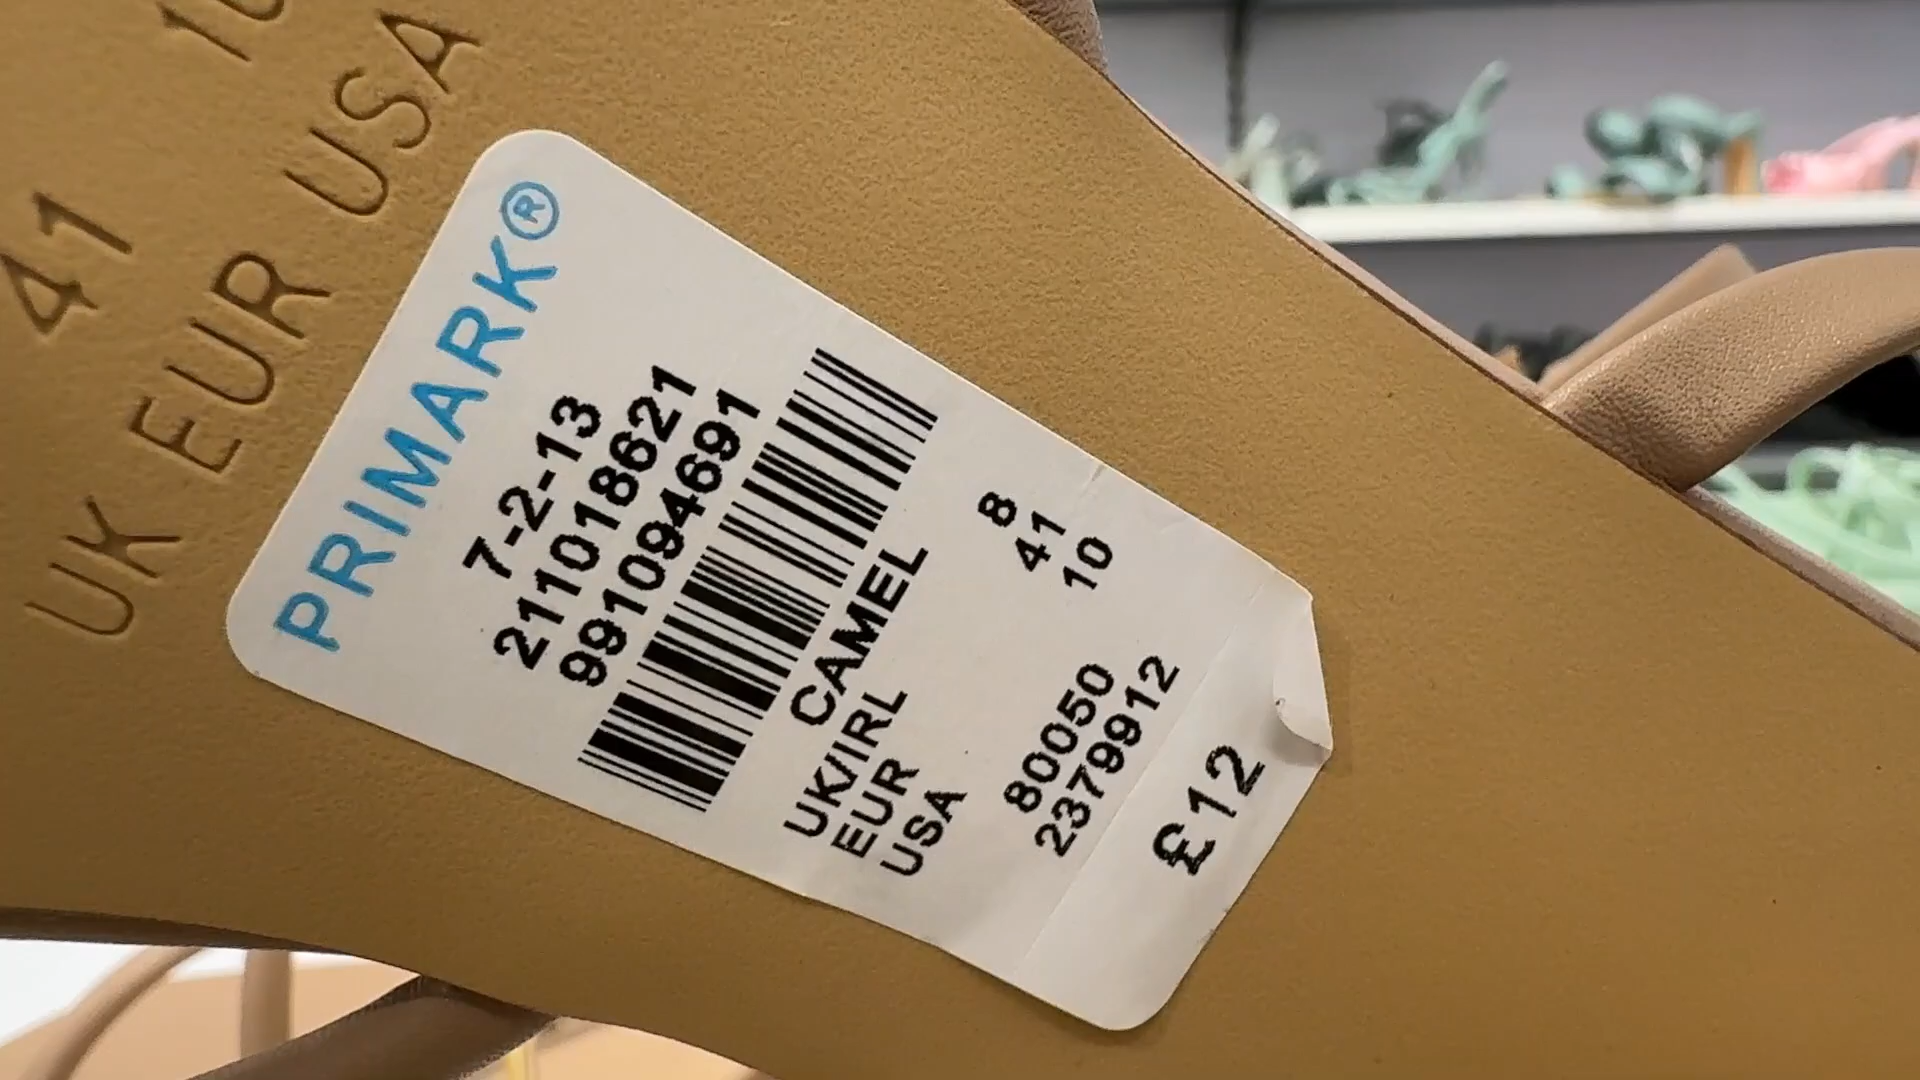 PRIMARK®
7-2-13
211018621
991094691
CAMEL
UK/IRL 8
EUR 41
USA 10
80050
2379912
£12
UK
EUR 41
USA